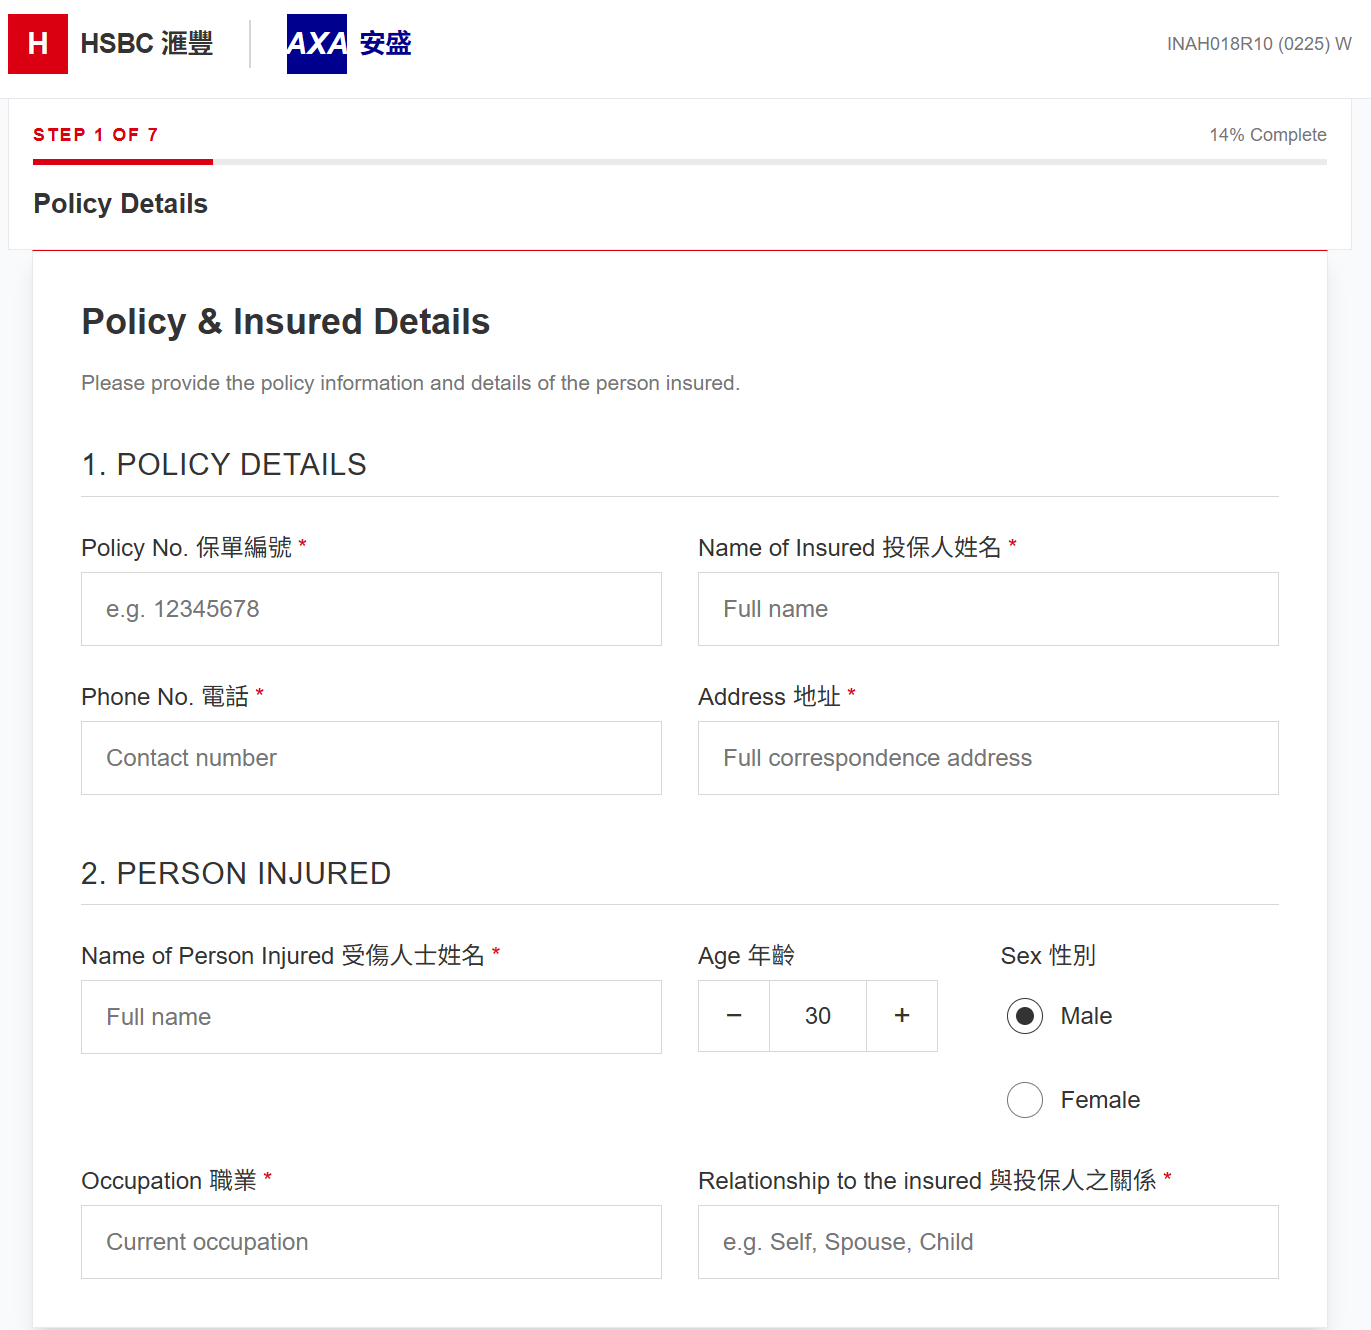 H HSBC 滙豐 AXA 安盛 INAH018R10 (0225) W
STEP 1 OF 7 14% Complete
Policy Details
Policy & Insured Details
Please provide the policy information and details of the person insured.
1. POLICY DETAILS
Policy No. 保單編號 * Name of Insured 投保人姓名 *
e.g. 12345678 Full name
Phone No. 電話 * Address 地址 *
Contact number Full correspondence address
2. PERSON INJURED
Name of Person Injured 受傷人士姓名 * Age 年齡 Sex 性別
Full name − 30 + Male
Female
Occupation 職業 * Relationship to the insured 與投保人之關係 *
Current occupation e.g. Self, Spouse, Child